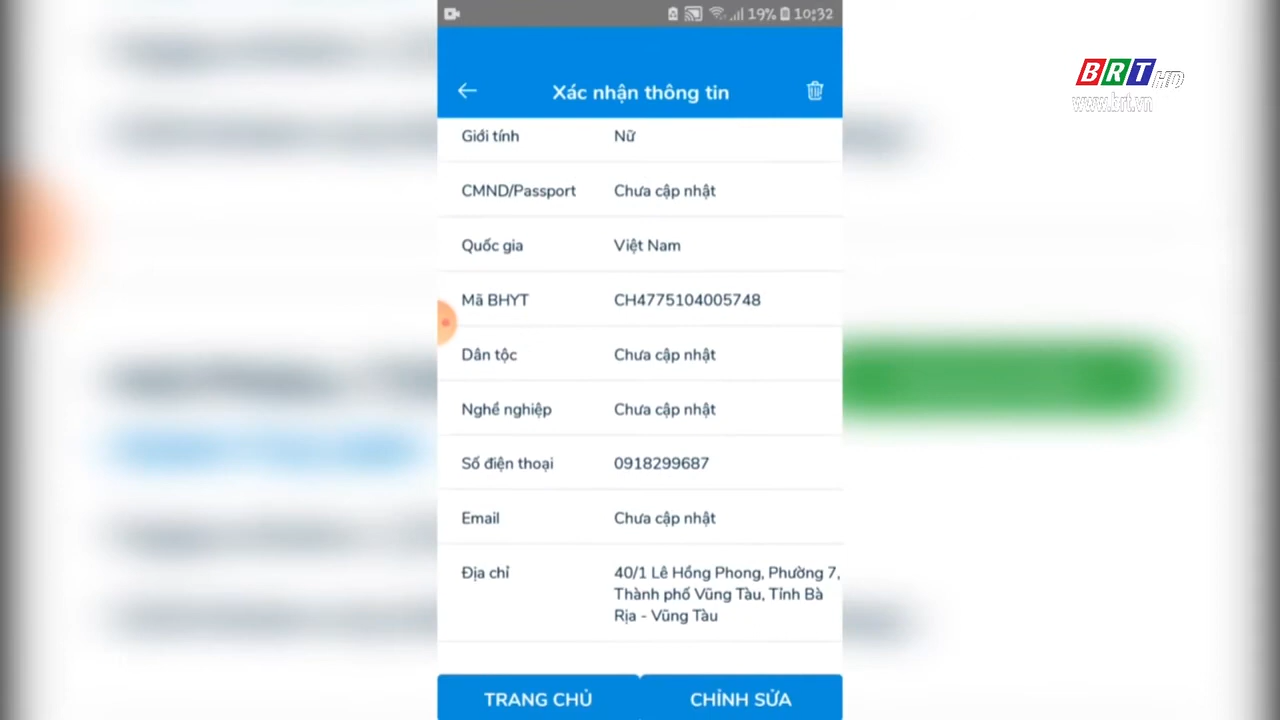 19% 10:32
BRT HD
www.brt.vn
Xác nhận thông tin
Giới tính Nữ
CMND/Passport Chưa cập nhật
Quốc gia Việt Nam
Mã BHYT CH4775104005748
Dân tộc Chưa cập nhật
Nghề nghiệp Chưa cập nhật
Số điện thoại 0918299687
Email Chưa cập nhật
Địa chỉ 40/1 Lê Hồng Phong, Phường 7,
Thành phố Vũng Tàu, Tỉnh Bà
Rịa - Vũng Tàu
TRANG CHỦ CHỈNH SỬA